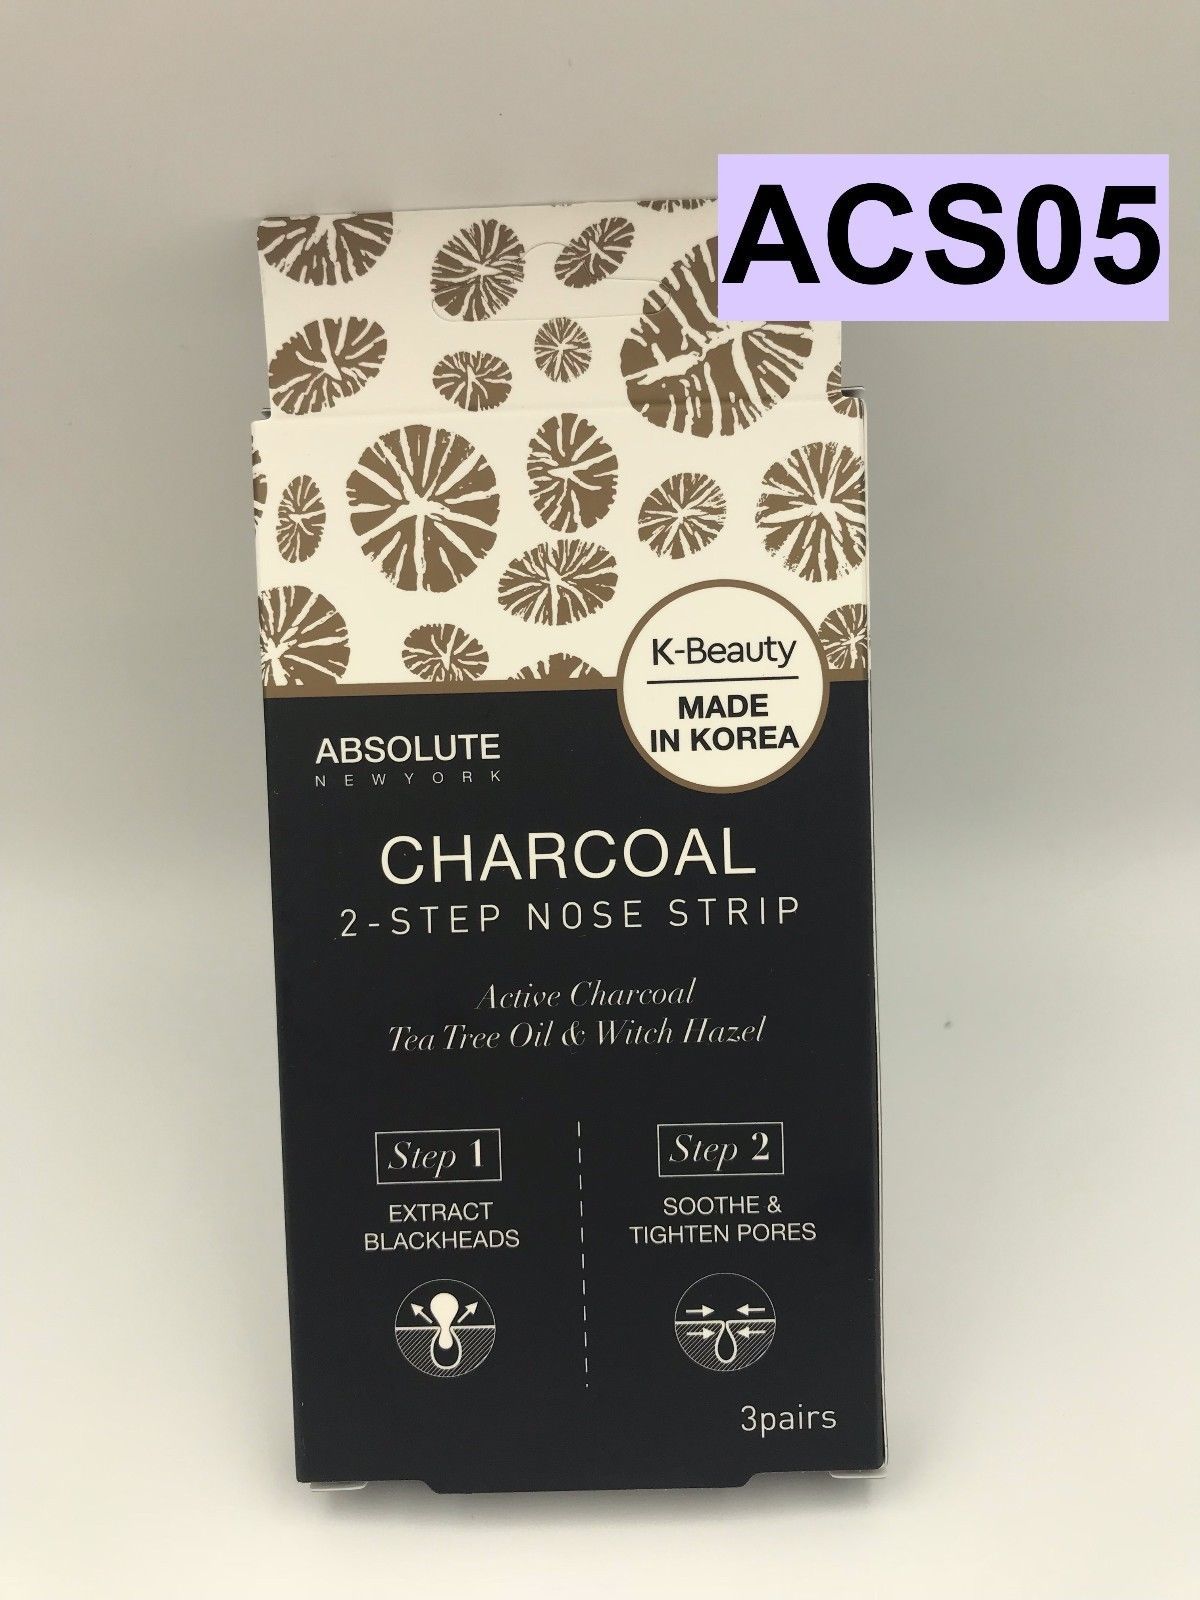 ACS05
K-Beauty
MADE
IN KOREA
ABSOLUTE
NEW YORK
CHARCOAL
2-STEP NOSE STRIP
Active Charcoal
Tea Tree Oil & Witch Hazel
Step 1
EXTRACT
BLACKHEADS
Step 2
SOOTHE &
TIGHTEN PORES
3pairs